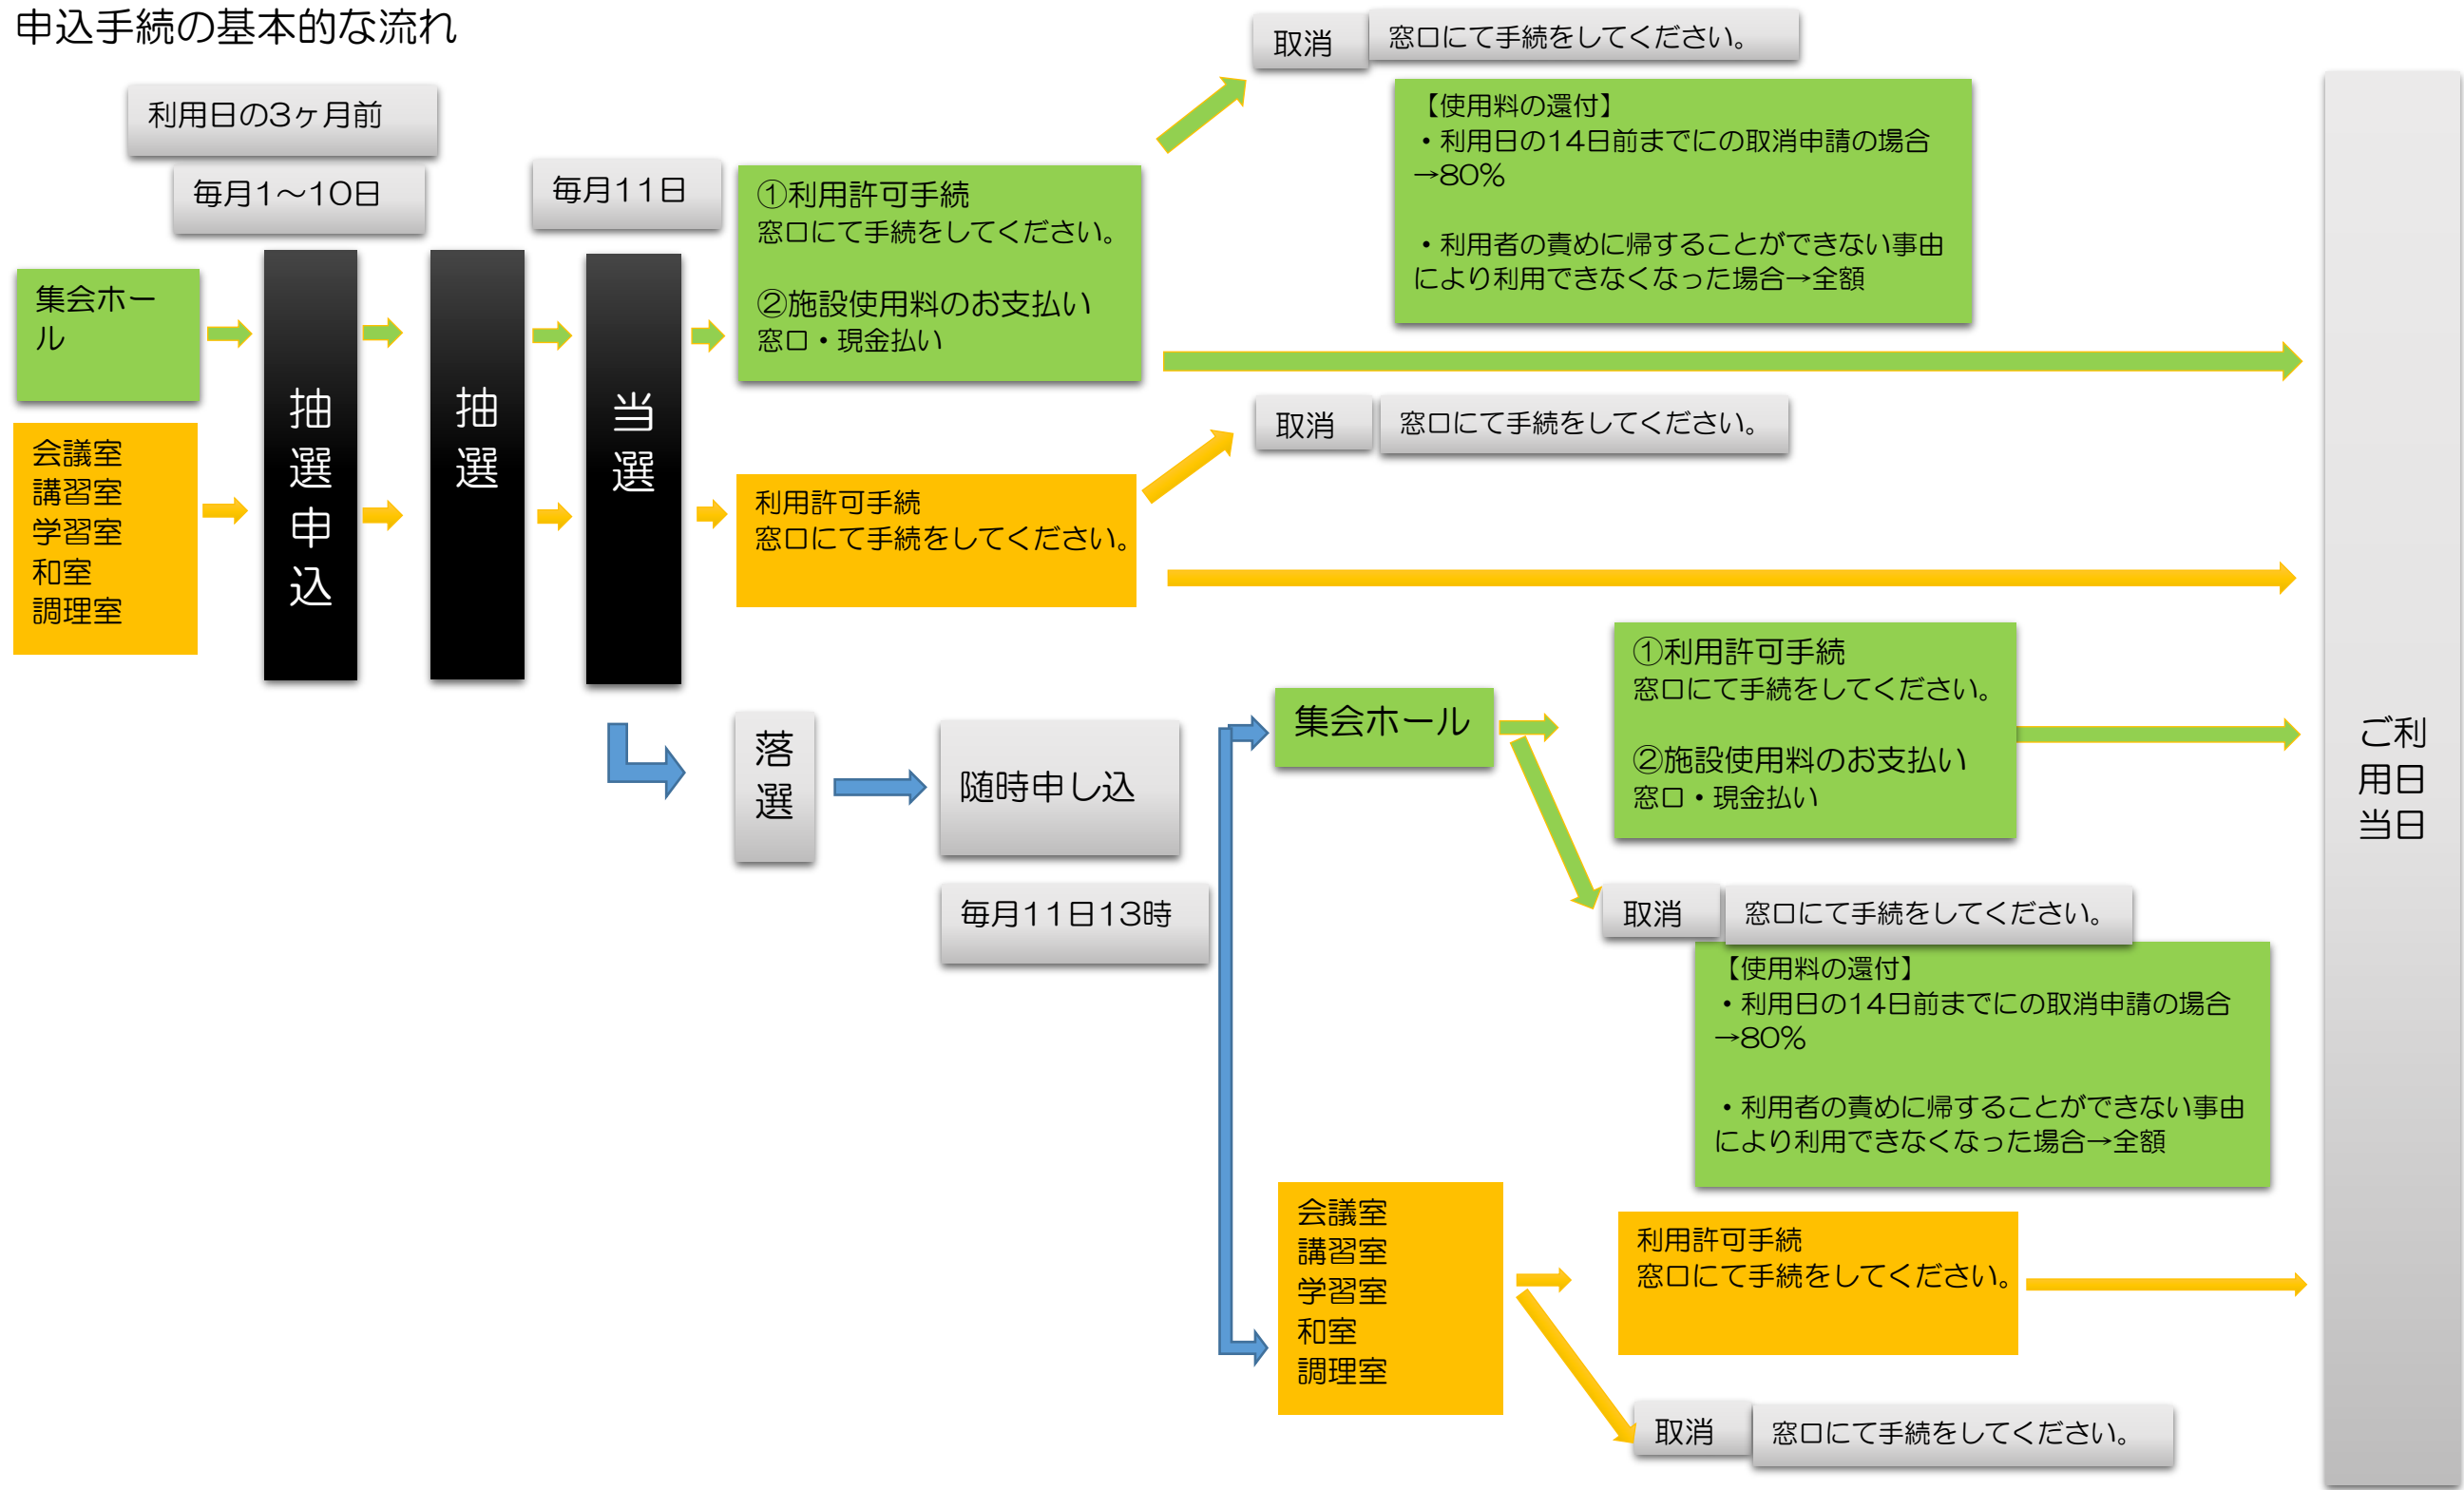 申込手続の基本的な流れ
利用日の3ヶ月前
毎月1～10日
毎月11日
集会ホー
ル
会議室
講習室
学習室
和室
調理室
抽選申込
抽選
当選
①利用許可手続
窓口にて手続をしてください。
②施設使用料のお支払い
窓口・現金払い
取消
窓口にて手続をしてください。
【使用料の還付】
・利用日の14日前までにの取消申請の場合
→80%
・利用者の責めに帰することができない事由
により利用できなくなった場合→全額
利用許可手続
窓口にて手続をしてください。
取消
窓口にて手続をしてください。
落選
随時申し込
毎月11日13時
集会ホール
①利用許可手続
窓口にて手続をしてください。
②施設使用料のお支払い
窓口・現金払い
取消
窓口にて手続をしてください。
【使用料の還付】
・利用日の14日前までにの取消申請の場合
→80%
・利用者の責めに帰することができない事由
により利用できなくなった場合→全額
会議室
講習室
学習室
和室
調理室
利用許可手続
窓口にて手続をしてください。
取消
窓口にて手続をしてください。
ご利
用日
当日